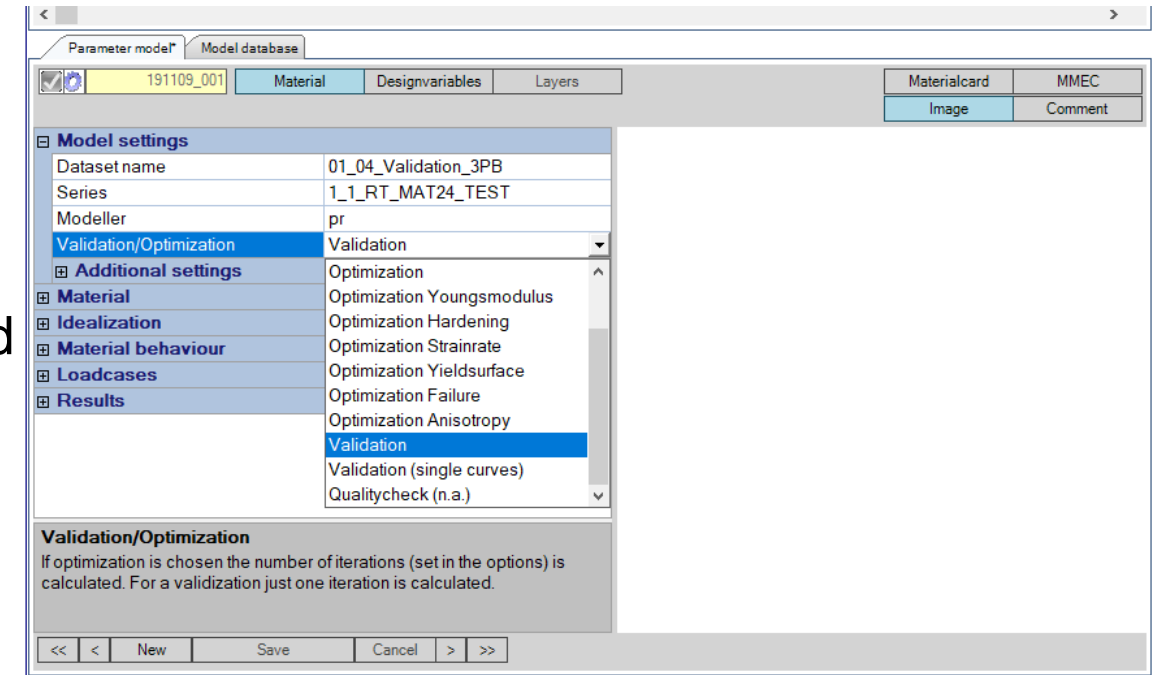 Parameter model* Model database
191109_001 Material Designvariables Layers Materialcard MMEC
Image Comment
Model settings
Dataset name 01_04_Validation_3PB
Series 1_1_RT_MAT24_TEST
Modeller pr
Validation/Optimization Validation
Additional settings Optimization
Material Optimization Youngsmodulus
Idealization Optimization Hardening
d
Material behaviour Optimization Strainrate
Loadcases Optimization Yieldsurface
Results Optimization Failure
Optimization Anisotropy
Validation
Validation (single curves)
Qualitycheck (n.a.)
Validation/Optimization
If optimization is chosen the number of iterations (set in the options) is
calculated. For a validization just one iteration is calculated.
<< < New Save Cancel > >>